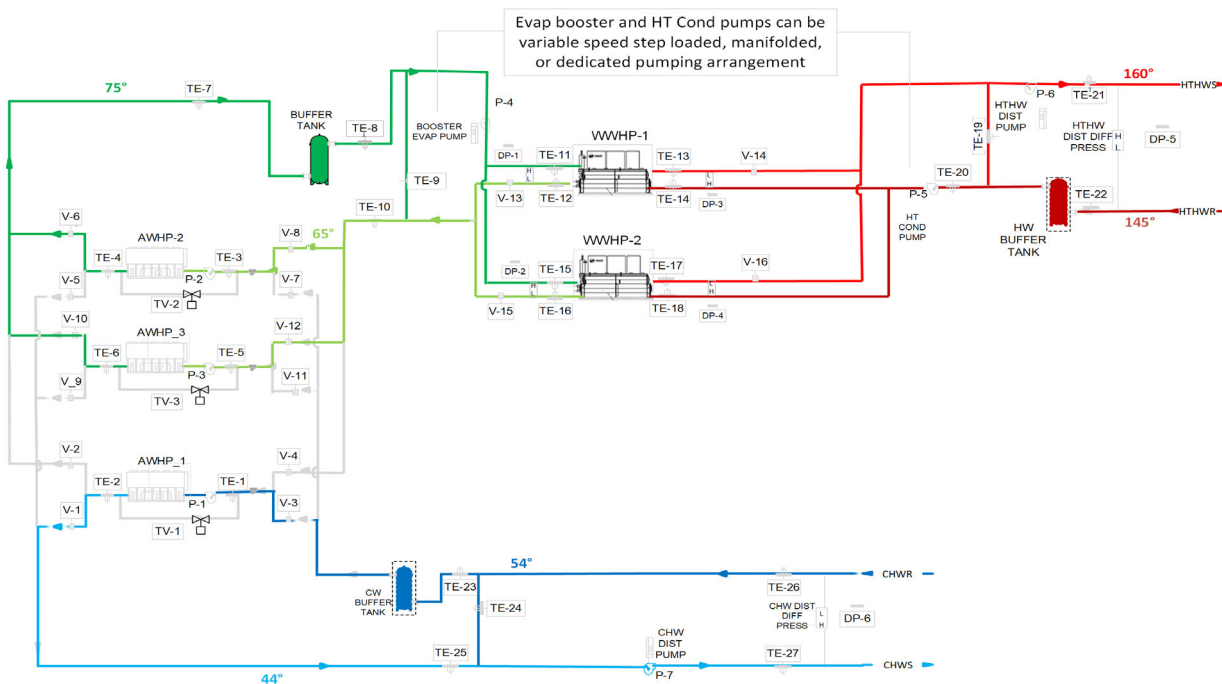 Evap booster and HT Cond pumps can be
variable speed step loaded, manifolded,
or dedicated pumping arrangement
75°
TE-7
BUFFER
TANK
TE-8
BOOSTER
EVAP PUMP
P-4
TE-9
TE-10
DP-1
H
L
TE-11
V-13
TE-12
WWHP-1
TE-13
TE-14
L
H
DP-3
V-14
WWHP-2
DP-2
TE-15
H
L
V-15
TE-16
TE-17
TE-18
L
H
DP-4
V-16
P-5
HT
COND
PUMP
TE-20
TE-19
HTHW
DIST
PUMP
P-6
160°
TE-21
HTHWS
HTHW
DIST DIFF
PRESS
H
L
DP-5
TE-22
HTHWR
145°
HW
BUFFER
TANK
V-6
AWHP-2
TE-4
P-2
TE-3
V-8
65°
V-5
TV-2
V-7
V-10
AWHP_3
V-12
TE-6
P-3
TE-5
V_9
TV-3
V-11
V-2
AWHP_1
V-4
TE-2
P-1
TE-1
V-1
TV-1
V-3
CW
BUFFER
TANK
TE-23
54°
TE-26
CHWR
TE-24
CHW DIST
DIFF
PRESS
L
H
DP-6
CHW
DIST
PUMP
TE-25
P-7
TE-27
CHWS
44°